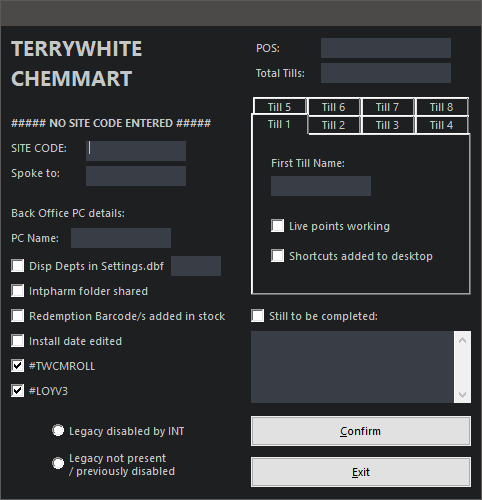 TERRYWHITE
CHEMMART
##### NO SITE CODE ENTERED #####
SITE CODE:
Spoke to:
Back Office PC details:
PC Name:
Disp Depts in Settings.dbf
Intpharm folder shared
Redemption Barcode/s added in stock
Install date edited
#TWCMROLL
#LOYV3
Legacy disabled by INT
Legacy not present
/ previously disabled
POS:
Total Tills:
Till 5 Till 6 Till 7 Till 8
Till 1 Till 2 Till 3 Till 4
First Till Name:
Live points working
Shortcuts added to desktop
Still to be completed:
Confirm
Exit